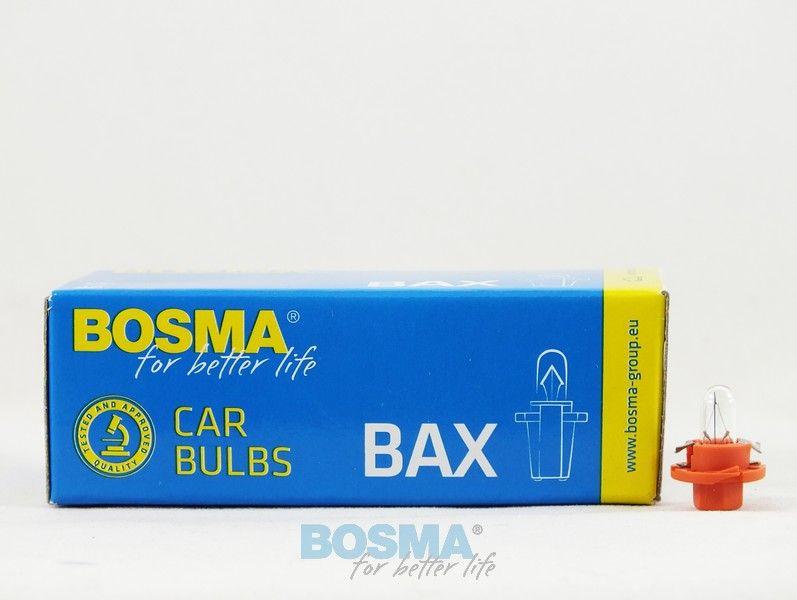 BAX
BOSMA®
for better life
TESTED AND APPROVED
QUALITY
CAR
BULBS
BAX
www.bosma-group.eu
BOSMA®
for better life